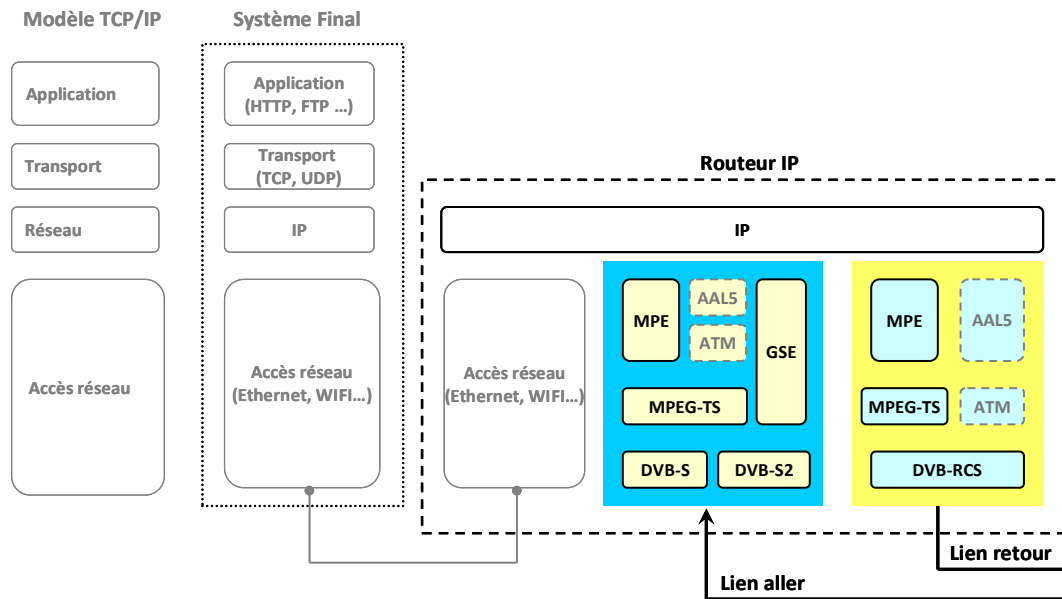 Modèle TCP/IP
Système Final
Application
Application
(HTTP, FTP ...)
Transport
Transport
(TCP, UDP)
Routeur IP
Réseau
IP
IP
Accès réseau
Accès réseau
(Ethernet, WIFI...)
Accès réseau
(Ethernet, WIFI...)
MPE
AAL5
ATM
GSE
MPEG-TS
DVB-S
DVB-S2
MPE
AAL5
MPEG-TS
ATM
DVB-RCS
Lien retour
Lien aller